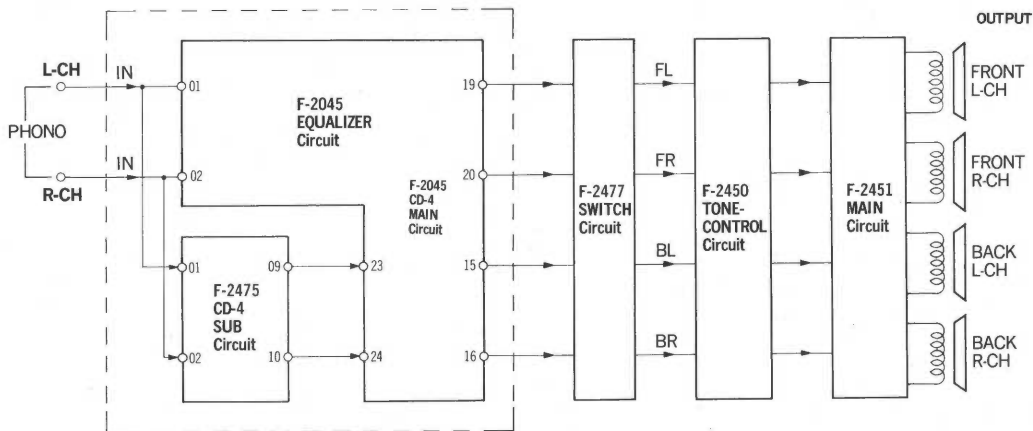 OUTPUT
L-CH
IN
PHONO
IN
R-CH
01
02
F-2045
EQUALIZER
Circuit
F-2045
CD-4
MAIN
Circuit
19
20
15
16
23
24
01
02
F-2475
CD-4
SUB
Circuit
09
10
FL
FR
BL
BR
F-2477
SWITCH
Circuit
F-2450
TONE-
CONTROL
Circuit
F-2451
MAIN
Circuit
FRONT
L-CH
FRONT
R-CH
BACK
L-CH
BACK
R-CH